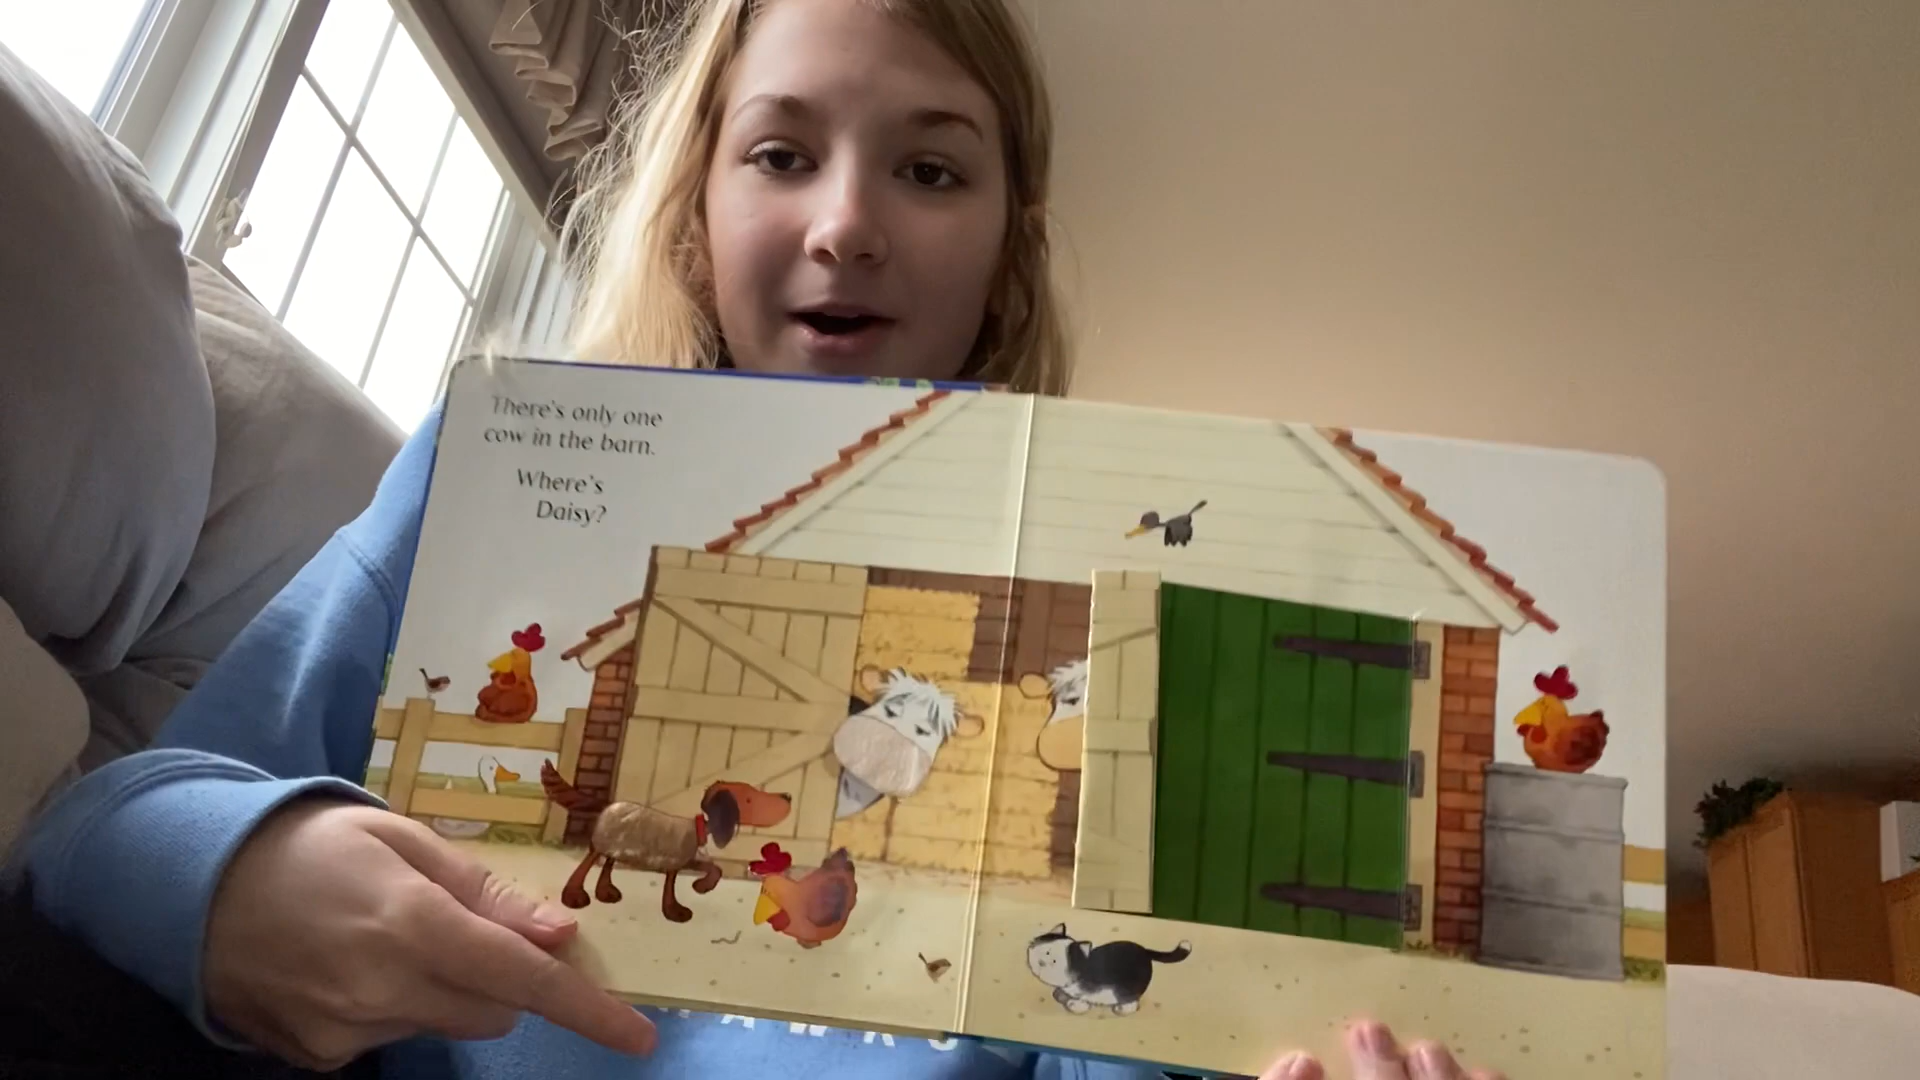 There's only one
cow in the barn.
Where's
Daisy?